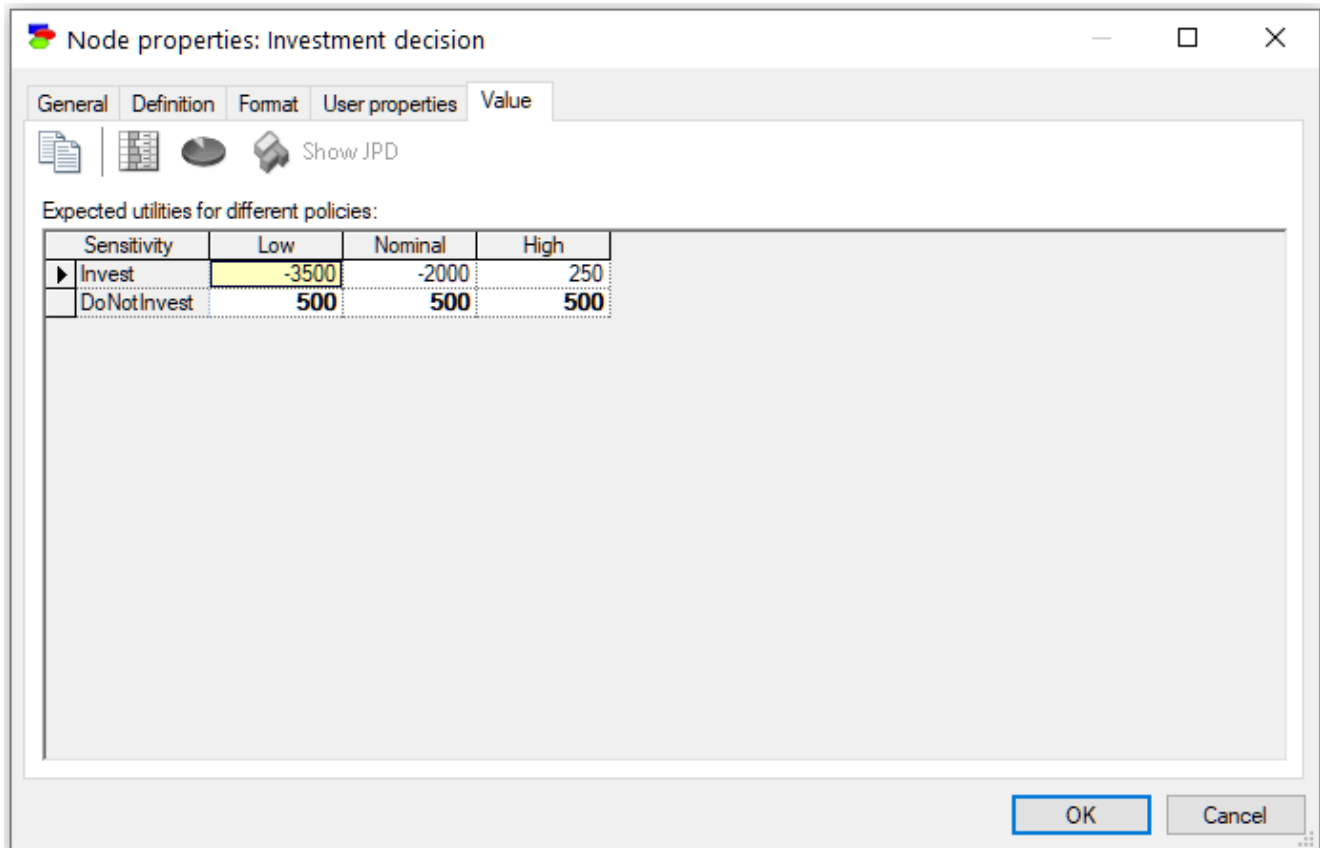 Node properties: Investment decision
General Definition Format User properties Value
Show JPD
Expected utilities for different policies:
Sensitivity Low Nominal High
Invest -3500 -2000 250
DoNotInvest 500 500 500
OK Cancel